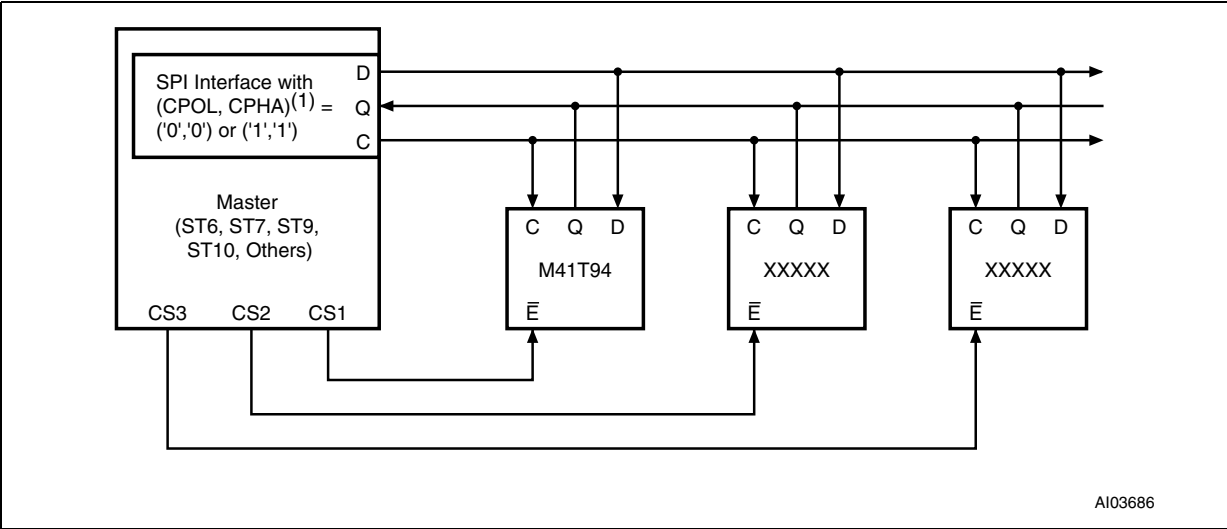 SPI Interface with
(CPOL, CPHA)(1) =
('0','0') or ('1','1')
D
Q
C
Master
(ST6, ST7, ST9,
ST10, Others)
CS3 CS2 CS1
C Q D
M41T94
E̅
C Q D
XXXXX
E̅
C Q D
XXXXX
E̅
AI03686